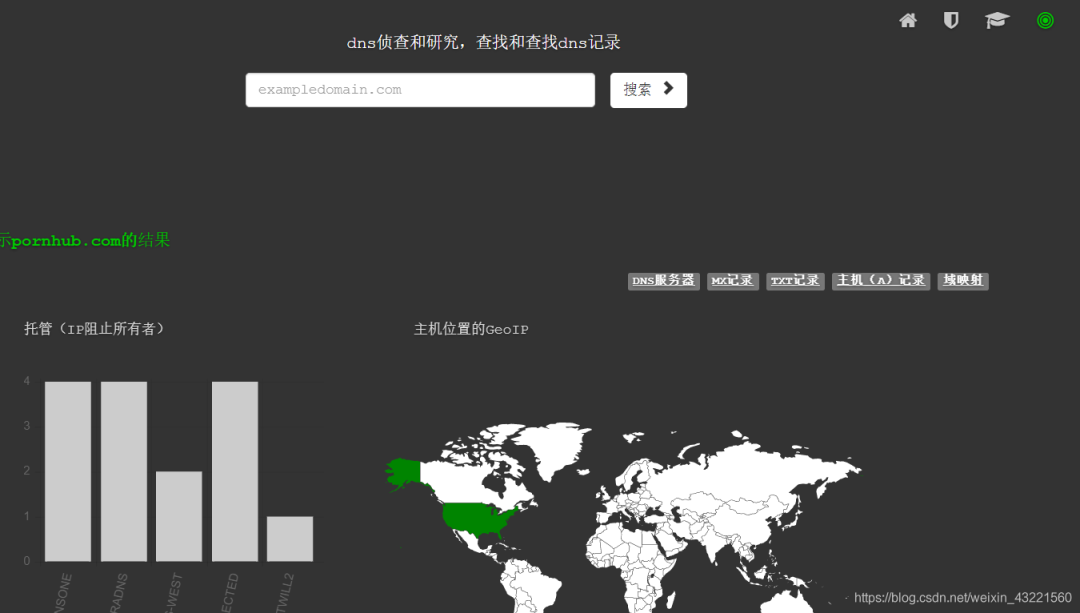 dns侦查和研究，查找和查找dns记录
exampledomain.com
搜索
示pornhub.com的结果
DNS服务器 MX记录 TXT记录 主机（A）记录 域映射
托管（IP阻止所有者） 主机位置的GeoIP
4
3
2
1
0
NSONE RADNS -WEST ECTED TWILL2
https://blog.csdn.net/weixin_43221560